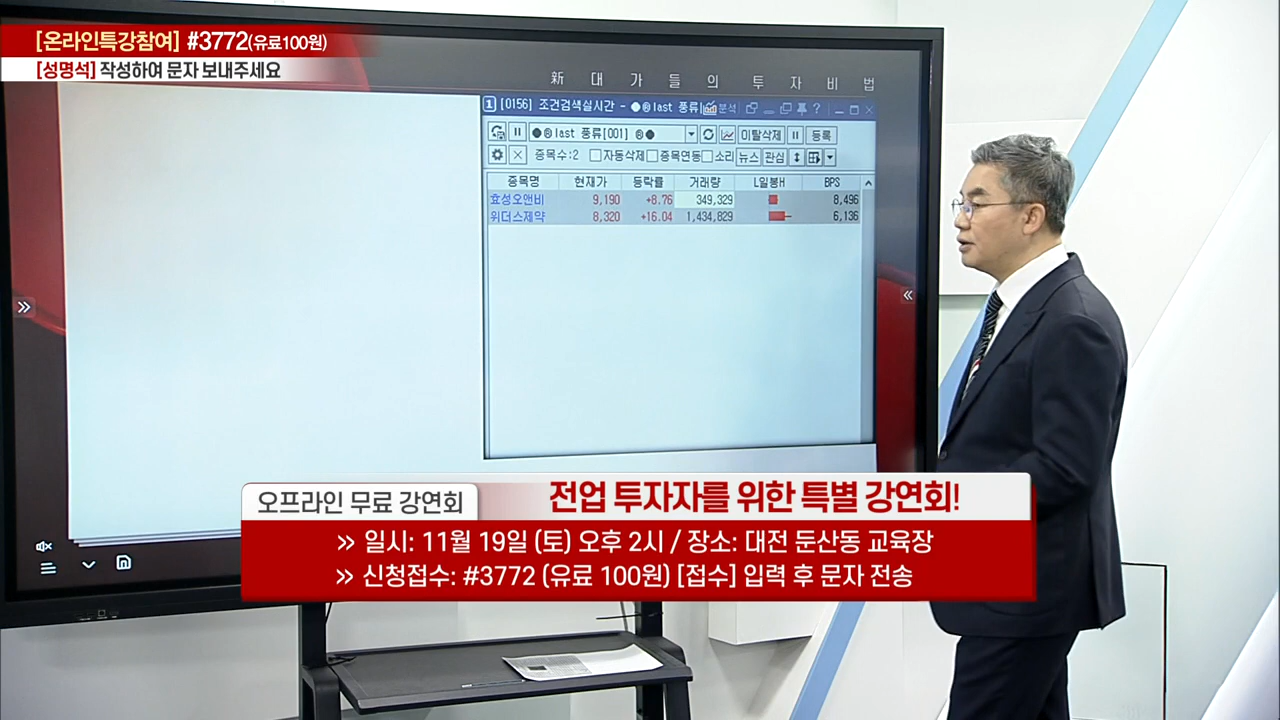 [온라인특강참여] #3772(유료100원)
[성명석] 작성하여 문자 보내주세요
新 대가들의 투자비법
1 [0156] 조건검색실시간 - ●®last 풍류 분석
●®last 풍류[001] ®● 이탈삭제 등록
종목수:2 자동삭제 종목연동 소리 뉴스 관심
종목명 현재가 등락률 거래량 L일봉H BPS
효성오앤비 9,190 +8.76 349,329 8,496
위더스제약 8,320 +16.04 1,434,829 6,136
오프라인 무료 강연회 전업 투자자를 위한 특별 강연회!
» 일시: 11월 19일 (토) 오후 2시 / 장소: 대전 둔산동 교육장
» 신청접수: #3772 (유료 100원) [접수] 입력 후 문자 전송